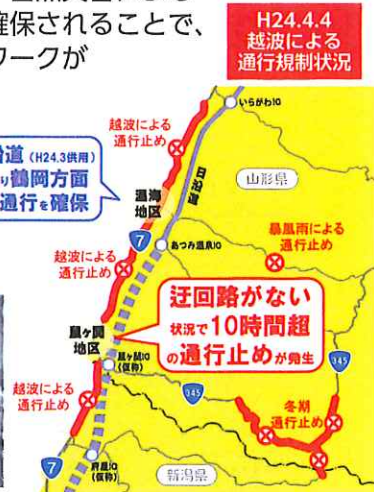 確保されることで、
ワークが
H24.4.4
越波による
通行規制状況
いらがわIC
越波による
通行止め
道 (H24.3供用)
り鶴岡方面
通行を確保
温海
地区
日沿道
山形県
7
あつみ温泉IC
暴風雨による
通行止め
越波による
通行止め
迂回路がない
状況で10時間超
の通行止めが発生
鼠ヶ関
地区
鼠ヶ関IC
(仮称)
345
345
越波による
通行止め
冬期
通行止め
7
府屋IC
(仮称)
新潟県